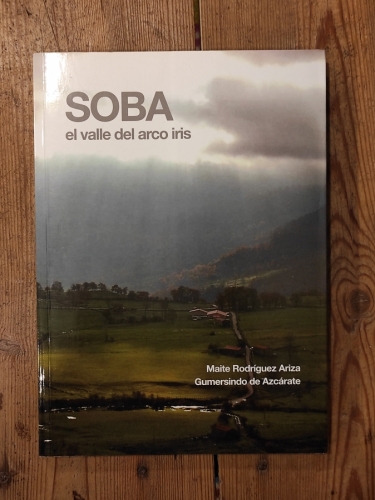 SOBA
el valle del arco iris
Maite Rodríguez Ariza
Gumersindo de Azcárate